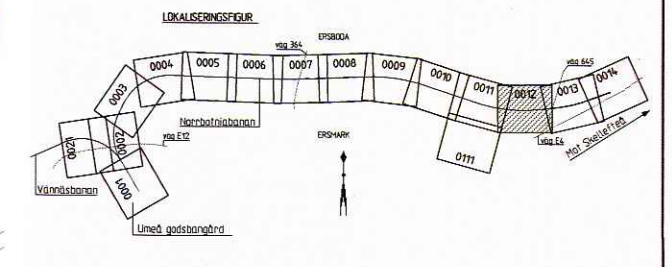 LOKALISERINGSFIGUR
ERSBODA
väg 364
väg 645
0004
0005
0006
0007
0008
0009
0010
0011
0012
0013
0014
0003
Norrbotniabanan
ERSMARK
väg E4
Mot Skellefteå
0111
väg E12
0021
0002
0001
Vännäsbanan
Umeå godsbangård